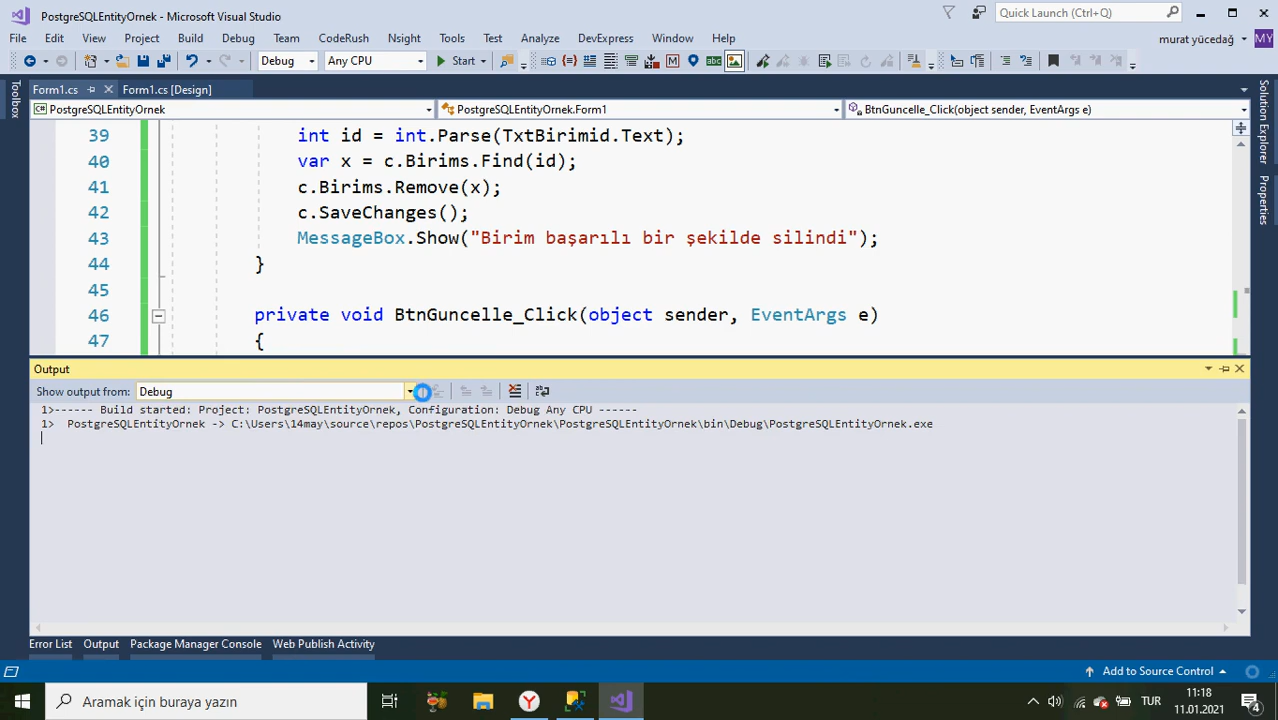 PostgreSQLEntityOrnek - Microsoft Visual Studio
Quick Launch (Ctrl+Q)
File Edit View Project Build Debug Team CodeRush Nsight Tools Test Analyze DevExpress Window Help
murat yücedağ MY
Debug Any CPU Start
Form1.cs Form1.cs [Design]
PostgreSQLEntityOrnek PostgreSQLEntityOrnek.Form1 BtnGuncelle_Click(object sender, EventArgs e)
Toolbox
Solution Explorer
Properties
39 int id = int.Parse(TxtBirimid.Text);
40 var x = c.Birims.Find(id);
41 c.Birims.Remove(x);
42 c.SaveChanges();
43 MessageBox.Show("Birim başarılı bir şekilde silindi");
44 }
45
46 private void BtnGuncelle_Click(object sender, EventArgs e)
47 {
Output
Show output from: Debug
1>------ Build started: Project: PostgreSQLEntityOrnek, Configuration: Debug Any CPU ------
1> PostgreSQLEntityOrnek -> C:\Users\14may\source\repos\PostgreSQLEntityOrnek\PostgreSQLEntityOrnek\bin\Debug\PostgreSQLEntityOrnek.exe
Error List Output Package Manager Console Web Publish Activity
Add to Source Control
Aramak için buraya yazın
TUR
11:18
11.01.2021
4